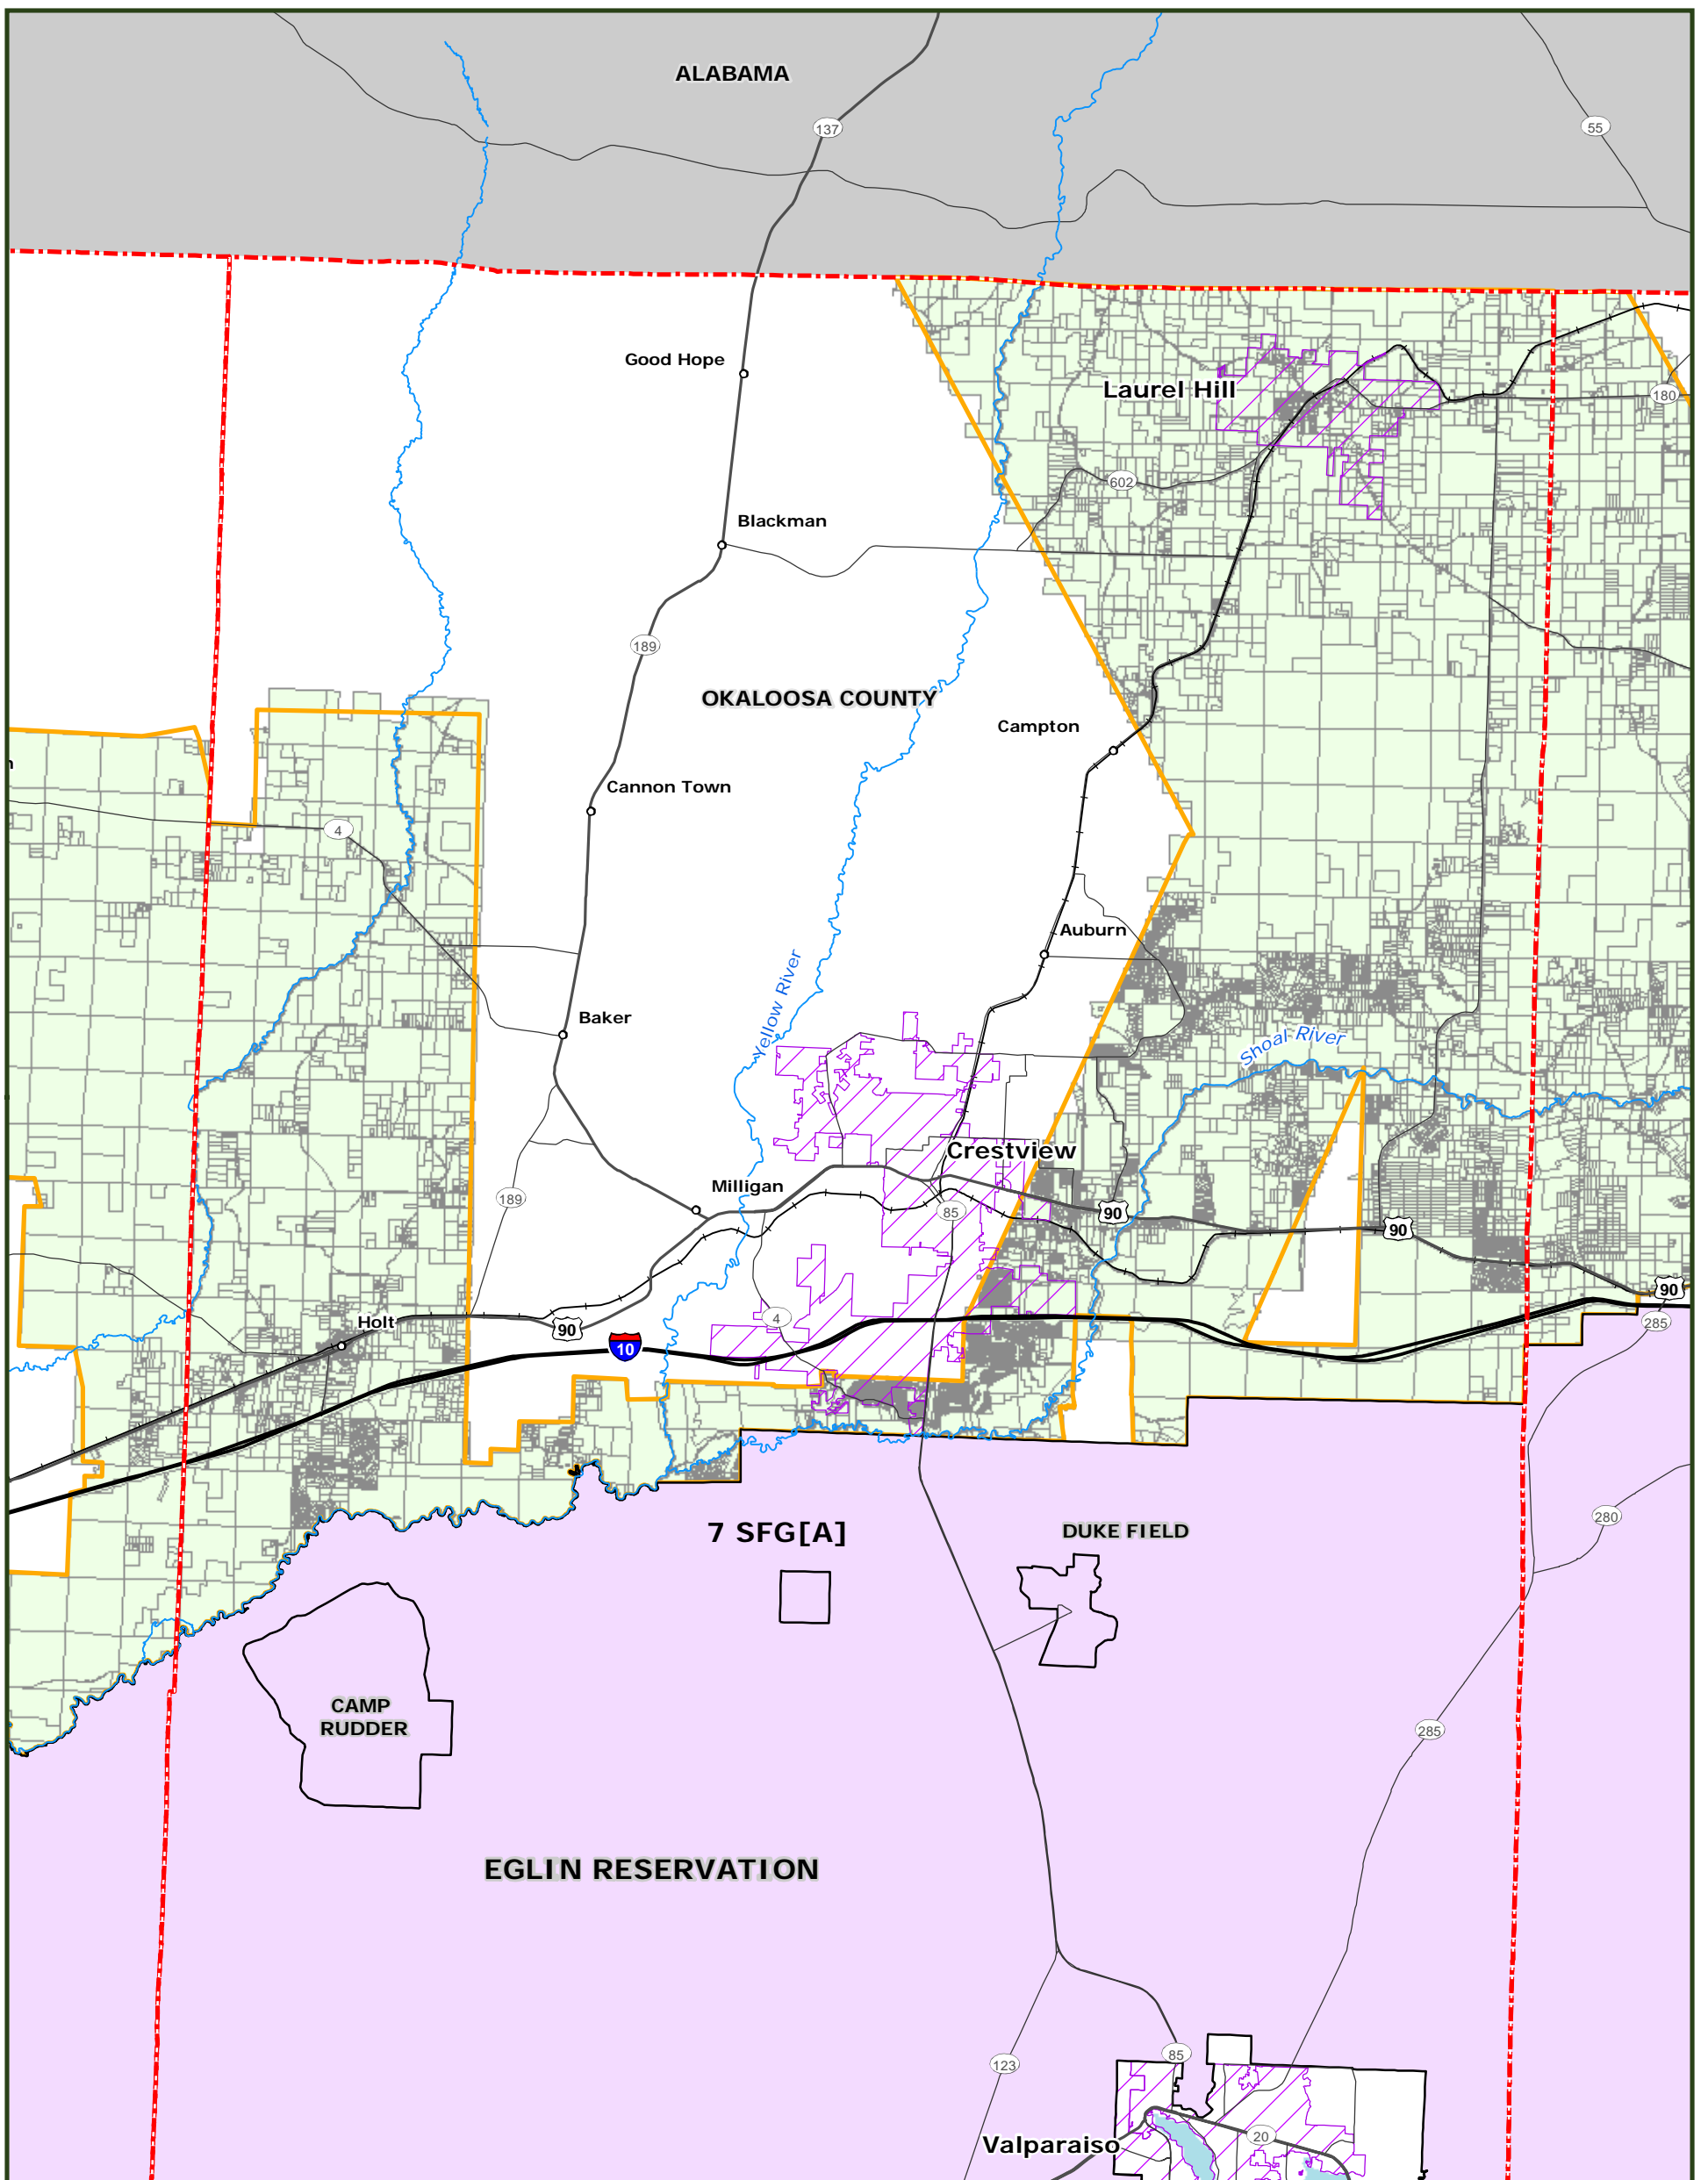 ALABAMA
137
55
Good Hope
Laurel Hill
180
602
Blackman
189
OKALOOSA COUNTY
Campton
Cannon Town
4
Auburn
Yellow River
Baker
Shoal River
Crestview
Milligan
189
85
90
90
90
285
Holt
90
4
10
280
7 SFG[A]
DUKE FIELD
CAMP
RUDDER
285
EGLIN RESERVATION
123
85
20
Valparaiso